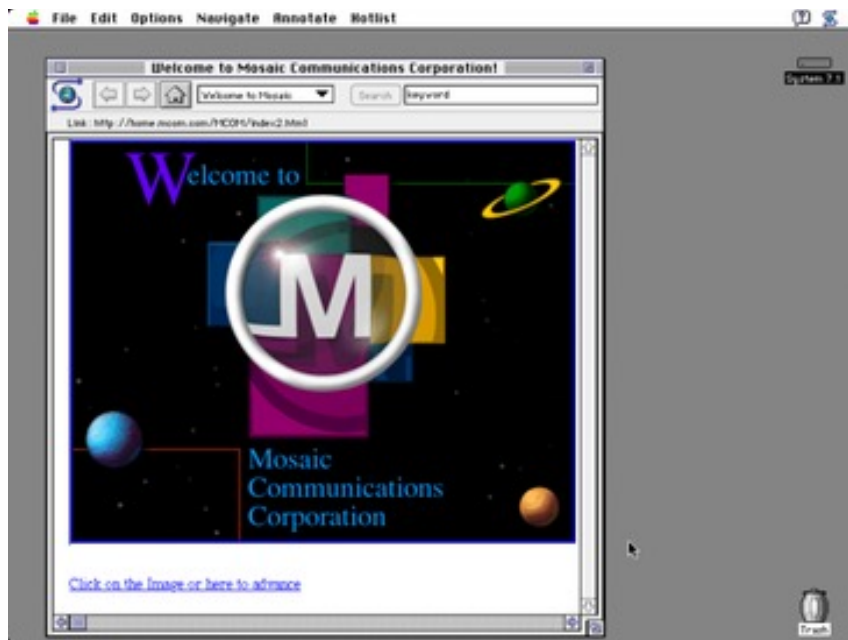 File Edit Options Navigate Annotate Hotlist
Welcome to Mosaic Communications Corporation!
Welcome to Mosaic
Search
keyword
Link: http://home.mcom.com/MCOM/index2.html
System 7.1
Welcome to
M
Mosaic
Communications
Corporation
Click on the Image or here to advance
Trash